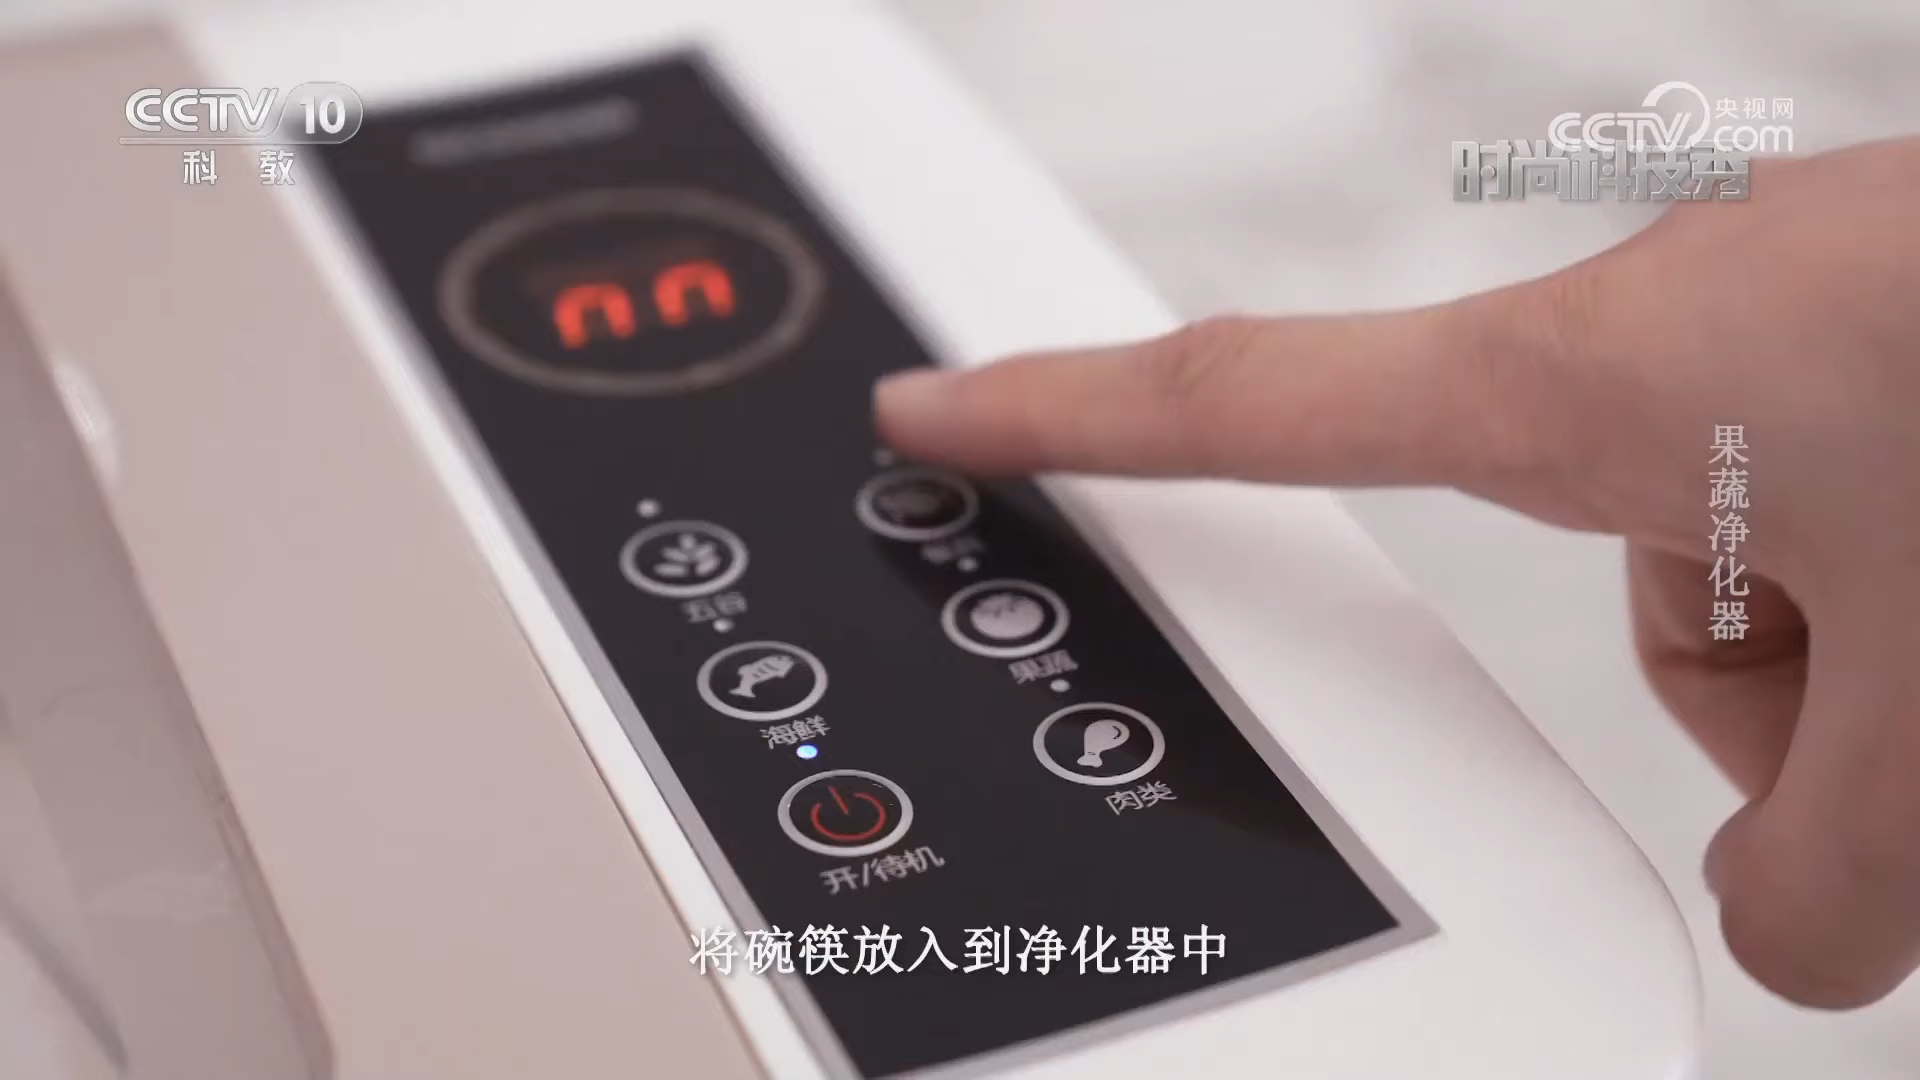 CCTV 10
科 教
央视网
CCTV.com
时尚科技秀
果蔬净化器
五谷
果蔬
海鲜
肉类
开/待机
将碗筷放入到净化器中